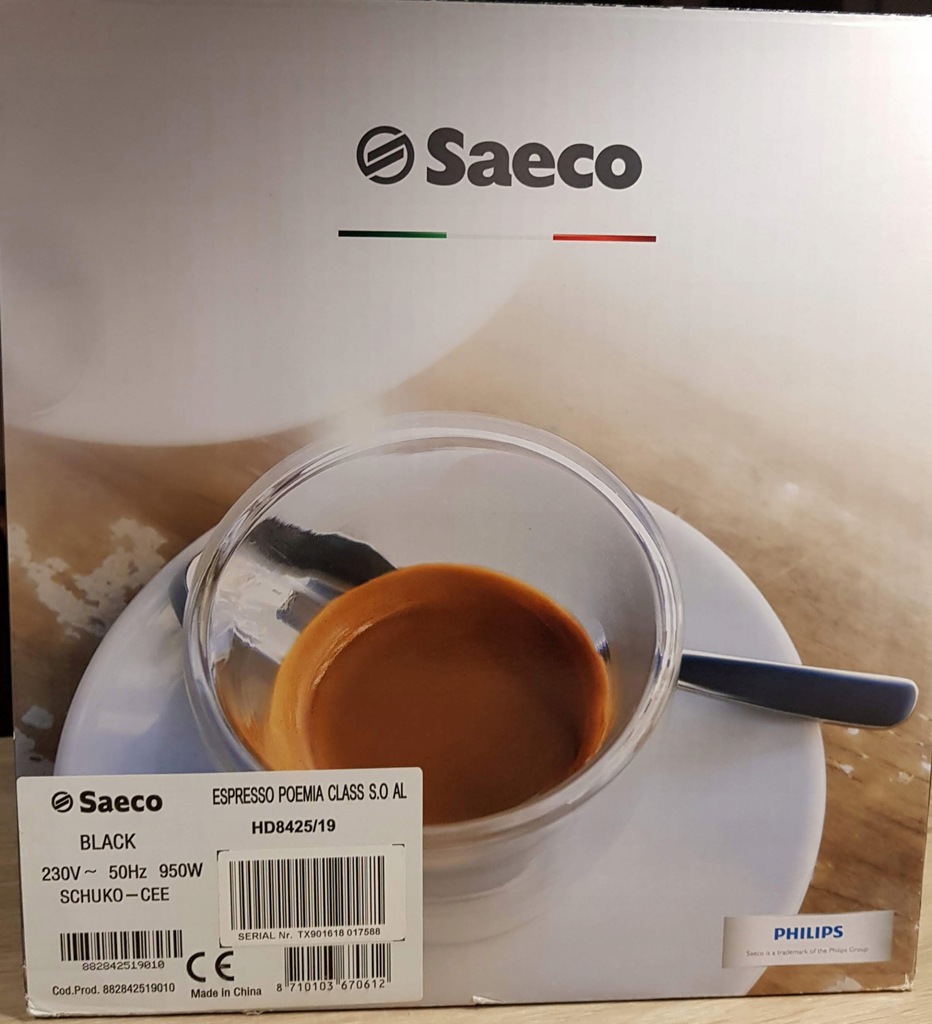 Saeco
Saeco
ESPRESSO POEMIA CLASS S.O AL
HD8425/19
BLACK
230V~ 50Hz 950W
SCHUKO-CEE
SERIAL Nr. TX901618 017588
882842519010
Cod.Prod. 882842519010
CE
Made in China
8 710103 670612
PHILIPS
Saeco is a trademark of the Philips Group